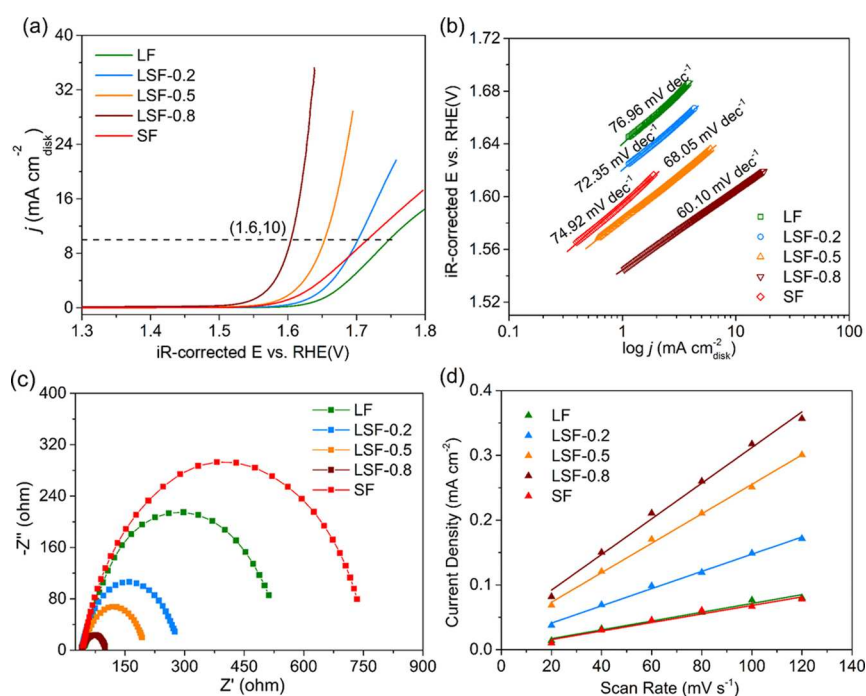 (a)
LF
LSF-0.2
LSF-0.5
LSF-0.8
SF
(1.6,10)
40
32
24
16
8
0
1.3 1.4 1.5 1.6 1.7 1.8
j (mA cm⁻²disk)
iR-corrected E vs. RHE(V)
(b)
76.96 mV dec⁻¹
72.35 mV dec⁻¹
68.05 mV dec⁻¹
74.92 mV dec⁻¹
60.10 mV dec⁻¹
LF
LSF-0.2
LSF-0.5
LSF-0.8
SF
1.72
1.68
1.64
1.60
1.56
1.52
0.1 1 10 100
iR-corrected E vs. RHE(V)
log j (mA cm⁻²disk)
(c)
LF
LSF-0.2
LSF-0.5
LSF-0.8
SF
400
320
240
160
80
0
150 300 450 600 750 900
-Z'' (ohm)
Z' (ohm)
(d)
LF
LSF-0.2
LSF-0.5
LSF-0.8
SF
0.4
0.3
0.2
0.1
0.0
0 20 40 60 80 100 120 140
Current Density (mA cm⁻²)
Scan Rate (mV s⁻¹)